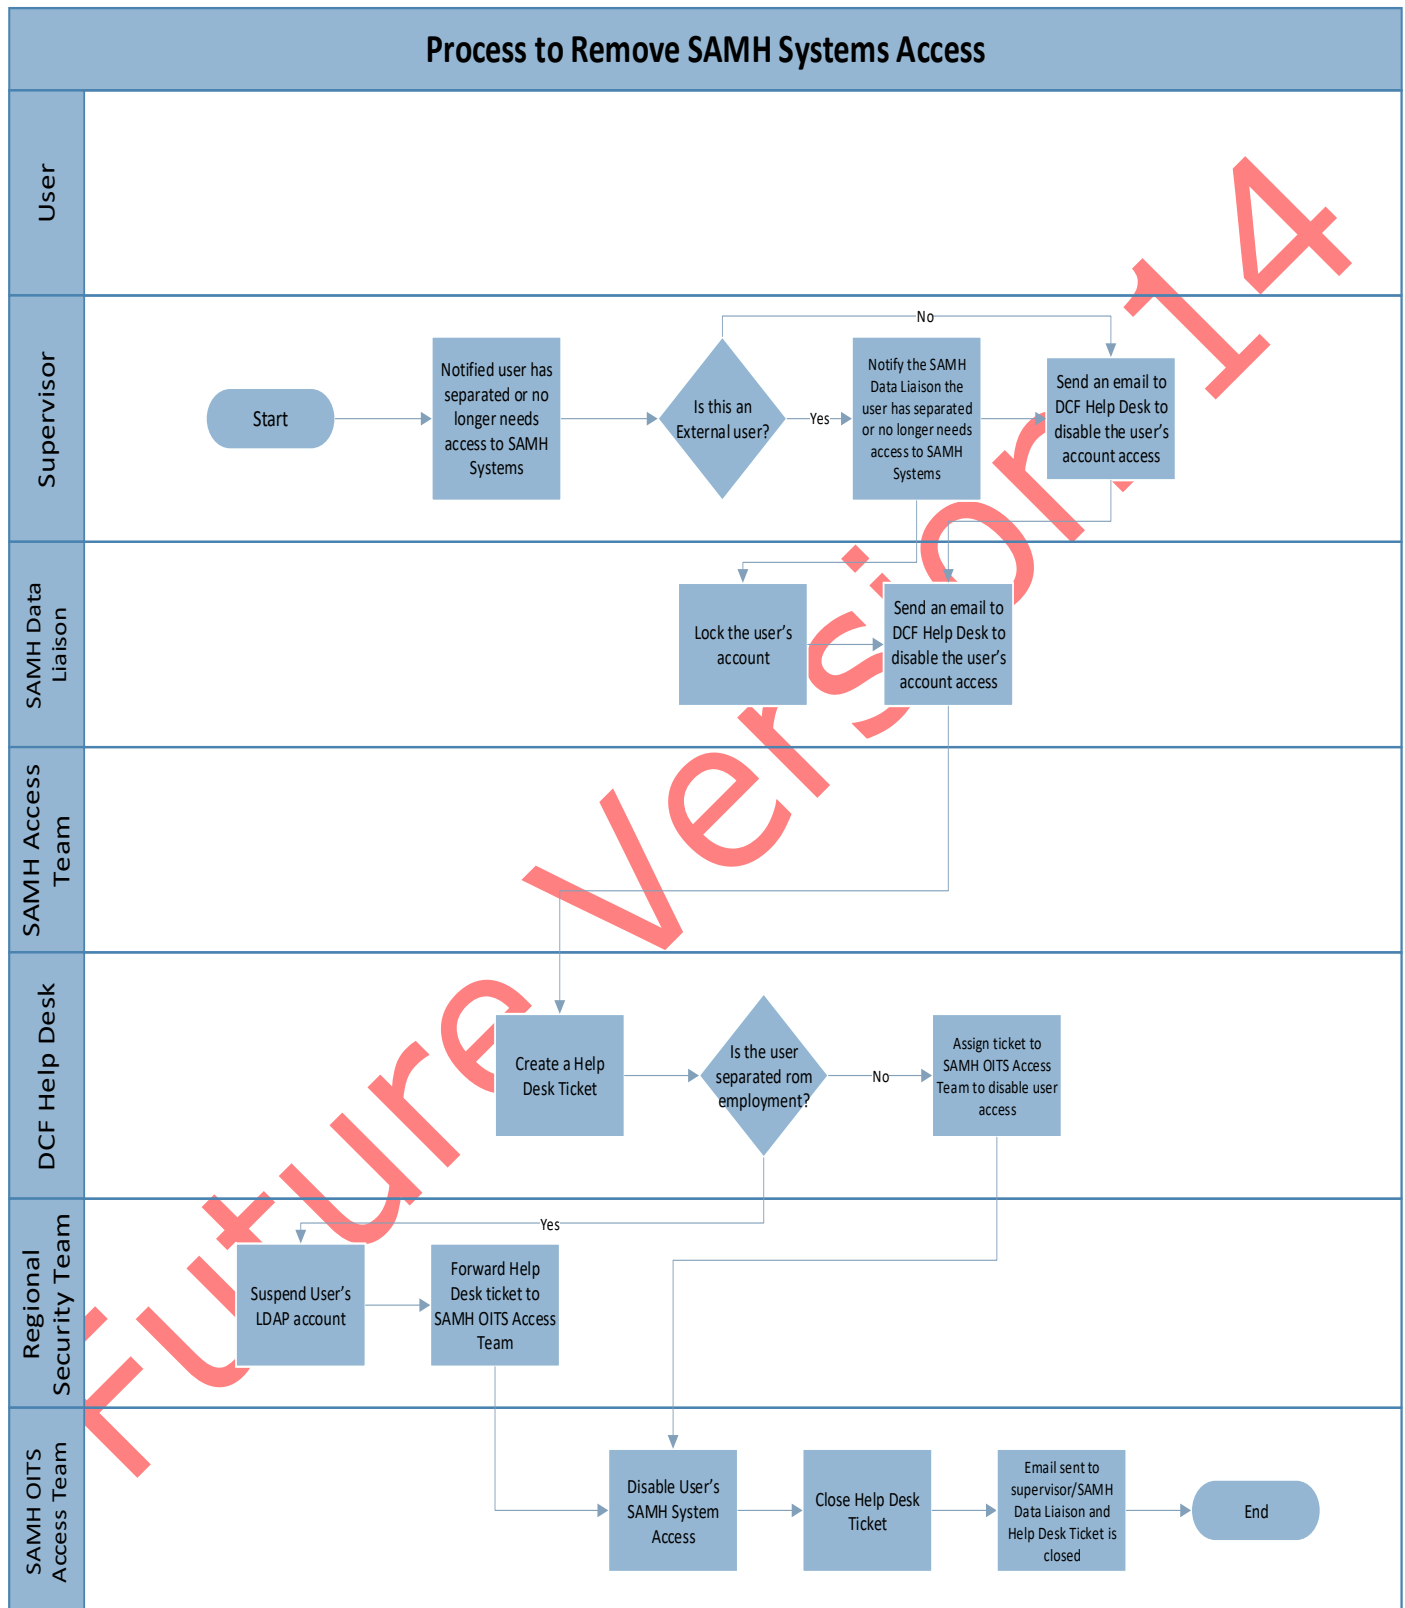 Process to Remove SAMH Systems Access
User
Supervisor
Start
Notified user has
separated or no
longer needs
access to SAMH
Systems
Is this an
External user?
Yes
No
Notify the SAMH
Data Liaison the
user has separated
or no longer needs
access to SAMH
Systems
Send an email to
DCF Help Desk to
disable the user's
account access
SAMH Data
Liaison
Lock the user's
account
Send an email to
DCF Help Desk to
disable the user's
account access
SAMH Access
Team
DCF Help Desk
Create a Help
Desk Ticket
Is the user
separated rom
employment?
No
Assign ticket to
SAMH OITS Access
Team to disable user
access
Regional
Security Team
Yes
Suspend User's
LDAP account
Forward Help
Desk ticket to
SAMH OITS Access
Team
SAMH OITS
Access Team
Disable User's
SAMH System
Access
Close Help Desk
Ticket
Email sent to
supervisor/SAMH
Data Liaison and
Help Desk Ticket is
closed
End
Future Version 14